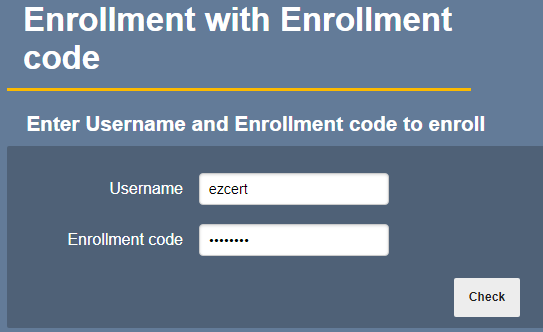 Enrollment with Enrollment
code
Enter Username and Enrollment code to enroll
Username ezcert
Enrollment code ••••••••
Check